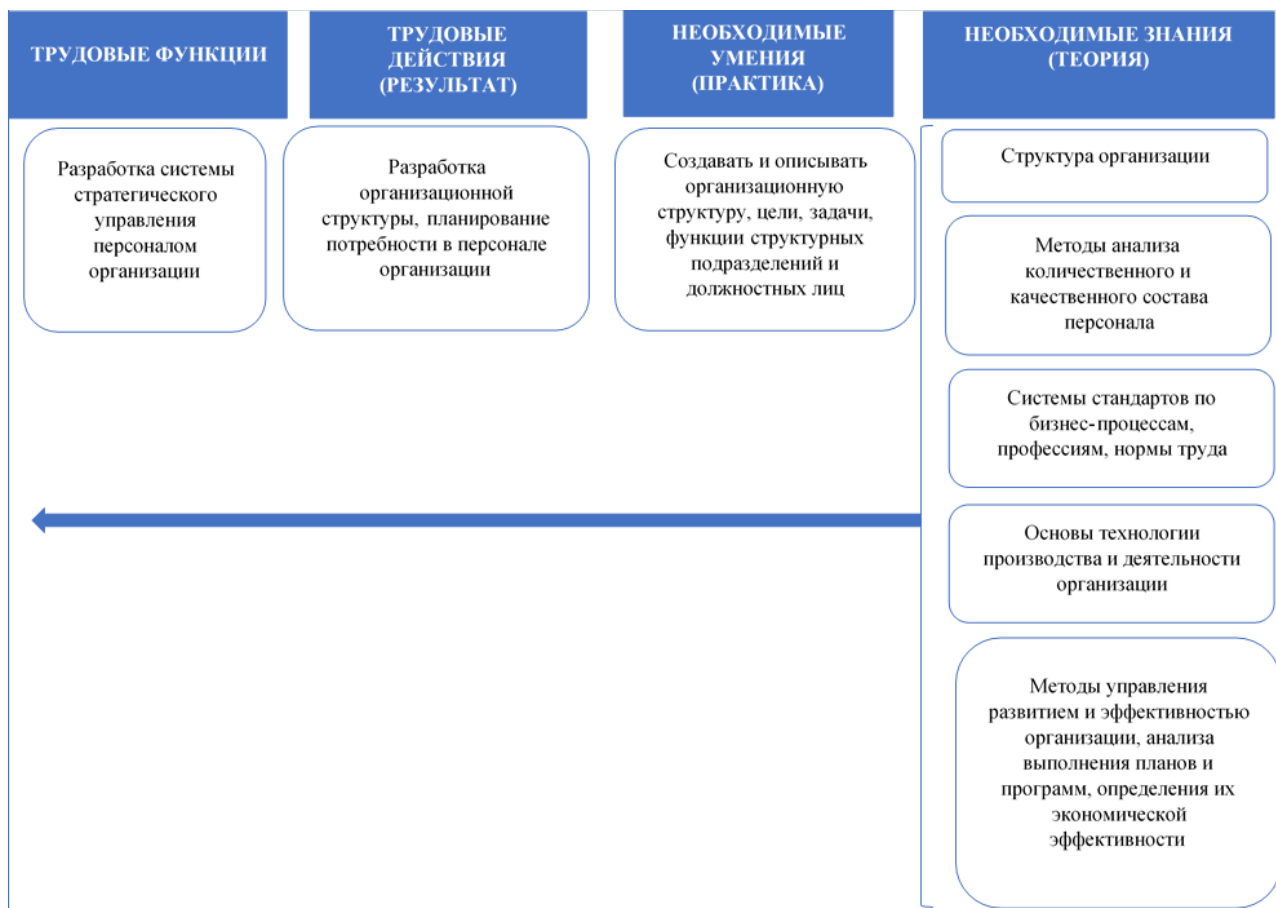 ТРУДОВЫЕ ФУНКЦИИ
ТРУДОВЫЕ
ДЕЙСТВИЯ
(РЕЗУЛЬТАТ)
НЕОБХОДИМЫЕ
УМЕНИЯ
(ПРАКТИКА)
НЕОБХОДИМЫЕ ЗНАНИЯ
(ТЕОРИЯ)
Разработка системы
стратегического
управления
персоналом
организации
Разработка
организационной
структуры, планирование
потребности в персонале
организации
Создавать и описывать
организационную
структуру, цели, задачи,
функции структурных
подразделений и
должностных лиц
Структура организации
Методы анализа
количественного и
качественного состава
персонала
Системы стандартов по
бизнес-процессам,
профессиям, нормы труда
Основы технологии
производства и деятельности
организации
Методы управления
развитием и эффективностью
организации, анализа
выполнения планов и
программ, определения их
экономической
эффективности